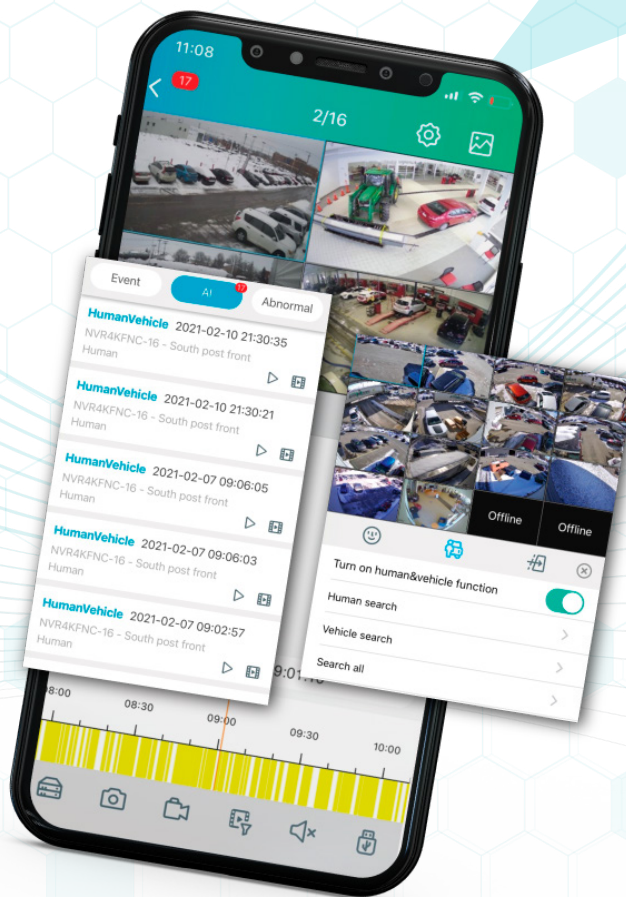 11:08
17
2/16
Event
AI
17
Abnormal
HumanVehicle 2021-02-10 21:30:35
NVR4KFNC-16 - South post front
Human
HumanVehicle 2021-02-10 21:30:21
NVR4KFNC-16 - South post front
Human
HumanVehicle 2021-02-07 09:06:05
NVR4KFNC-16 - South post front
Human
HumanVehicle 2021-02-07 09:06:03
NVR4KFNC-16 - South post front
Human
HumanVehicle 2021-02-07 09:02:57
NVR4KFNC-16 - South post front
Human
Offline
Offline
Turn on human&vehicle function
Human search
Vehicle search
Search all
08:30
09:00
09:30
10:00